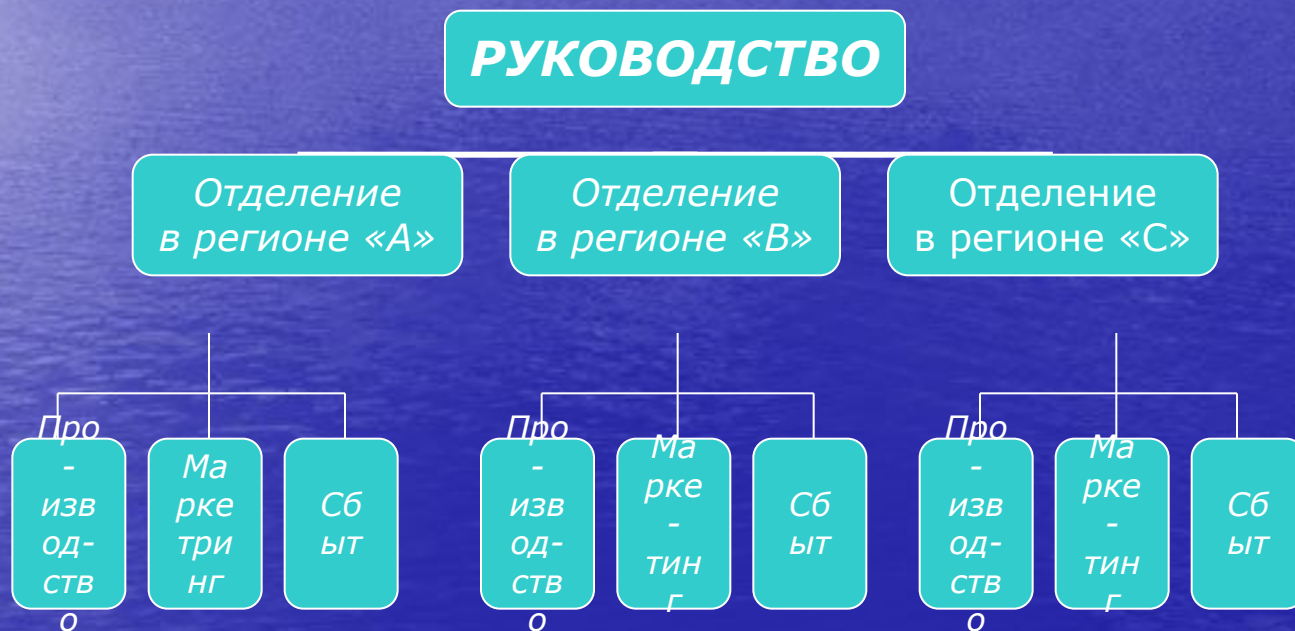 РУКОВОДСТВО
Отделение
в регионе «А»
Отделение
в регионе «В»
Отделение
в регионе «С»
Про
-
изв
од-
ств
о
Ма
рке
три
нг
Сб
ыт
Про
-
изв
од-
ств
о
Ма
рке
-
тин
г
Сб
ыт
Про
-
изв
од-
ств
о
Ма
рке
-
тин
г
Сб
ыт